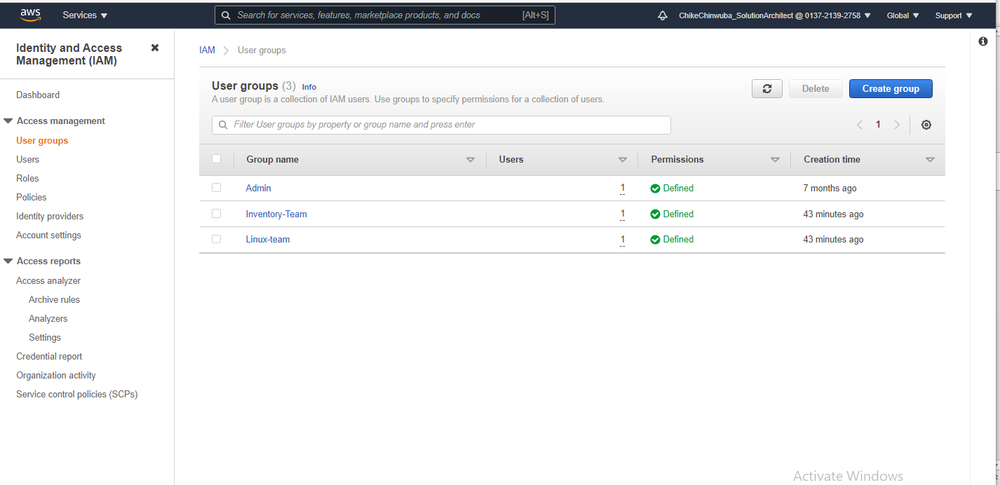 aws
Services
Search for services, features, marketplace products, and docs [Alt+S]
ChikeChinwuba_SolutionArchitect @ 0137-2139-2758
Global
Support
Identity and Access
Management (IAM)
Dashboard
Access management
User groups
Users
Roles
Policies
Identity providers
Account settings
Access reports
Access analyzer
Archive rules
Analyzers
Settings
Credential report
Organization activity
Service control policies (SCPs)
IAM User groups
User groups (3) Info
A user group is a collection of IAM users. Use groups to specify permissions for a collection of users.
Delete
Create group
Filter User groups by property or group name and press enter
1
Group name Users Permissions Creation time
Admin 1 Defined 7 months ago
Inventory-Team 1 Defined 43 minutes ago
Linux-team 1 Defined 43 minutes ago
Activate Windows